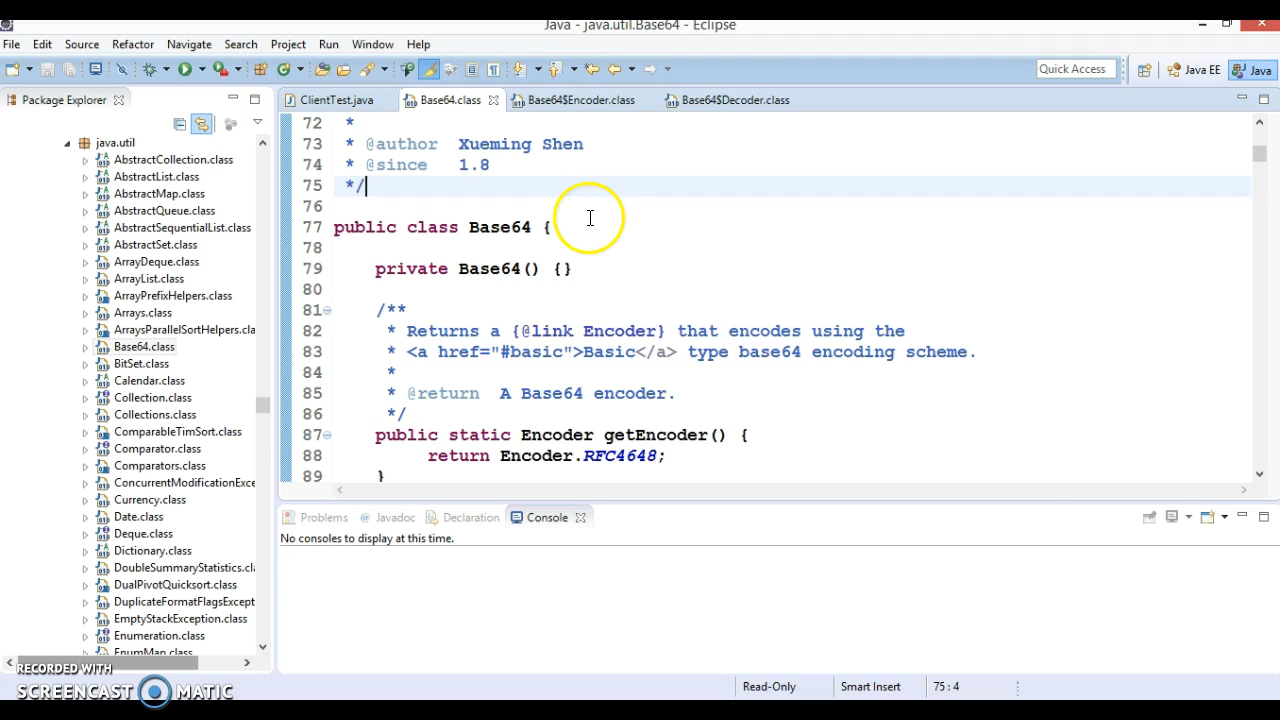 Java - java.util.Base64 - Eclipse
File Edit Source Refactor Navigate Search Project Run Window Help
Quick Access
Java EE
Java
Package Explorer
ClientTest.java
Base64.class
Base64$Encoder.class
Base64$Decoder.class
java.util
AbstractCollection.class
AbstractList.class
AbstractMap.class
AbstractQueue.class
AbstractSequentialList.class
AbstractSet.class
ArrayDeque.class
ArrayList.class
ArrayPrefixHelpers.class
Arrays.class
ArraysParallelSortHelpers.cla
Base64.class
BitSet.class
Calendar.class
Collection.class
Collections.class
ComparableTimSort.class
Comparator.class
Comparators.class
ConcurrentModificationExce
Currency.class
Date.class
Deque.class
Dictionary.class
DoubleSummaryStatistics.cla
DualPivotQuicksort.class
DuplicateFormatFlagsExcept
EmptyStackException.class
Enumeration.class
EnumMap.class
72 *
73 * @author Xueming Shen
74 * @since 1.8
75 */
76
77 public class Base64 {
78
79 private Base64() {}
80
81 /**
82 * Returns a {@link Encoder} that encodes using the
83 * <a href="#basic">Basic</a> type base64 encoding scheme.
84 *
85 * @return A Base64 encoder.
86 */
87 public static Encoder getEncoder() {
88 return Encoder.RFC4648;
89 }
Problems
Javadoc
Declaration
Console
No consoles to display at this time.
Read-Only
Smart Insert
75 : 4
RECORDED WITH
SCREENCAST MATIC